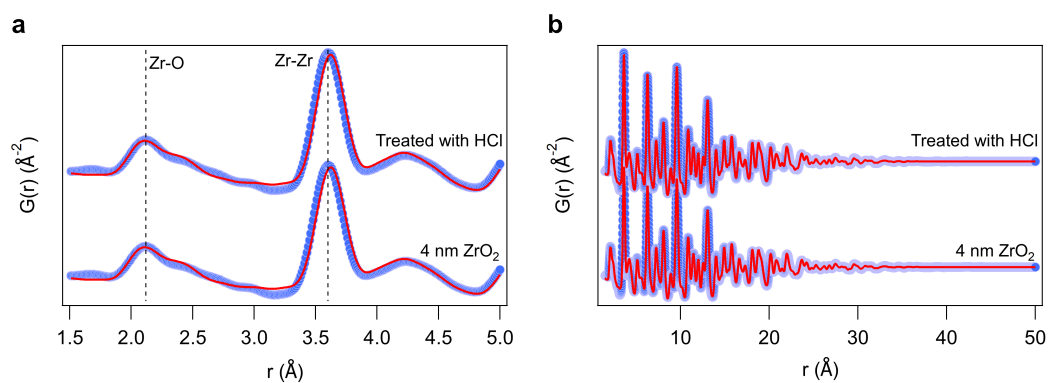 a
Zr-O
Zr-Zr
Treated with HCl
4 nm ZrO₂
G(r) (Å⁻²)
1.5 2.0 2.5 3.0 3.5 4.0 4.5 5.0
r (Å)
b
Treated with HCl
4 nm ZrO₂
G(r) (Å⁻²)
10 20 30 40 50
r (Å)